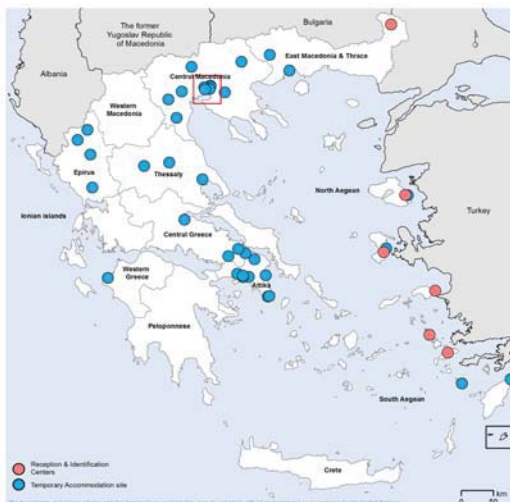 The former
Yugoslav Republic
of Macedonia
Bulgaria
Albania
East Macedonia & Thrace
Central Macedonia
Western
Macedonia
Epirus
Thessaly
North Aegean
Turkey
Ionian islands
Central Greece
Western
Greece
Attika
Peloponnese
South Aegean
Crete
Reception & Identification
Centers
Temporary Accommodation site
km
0
50